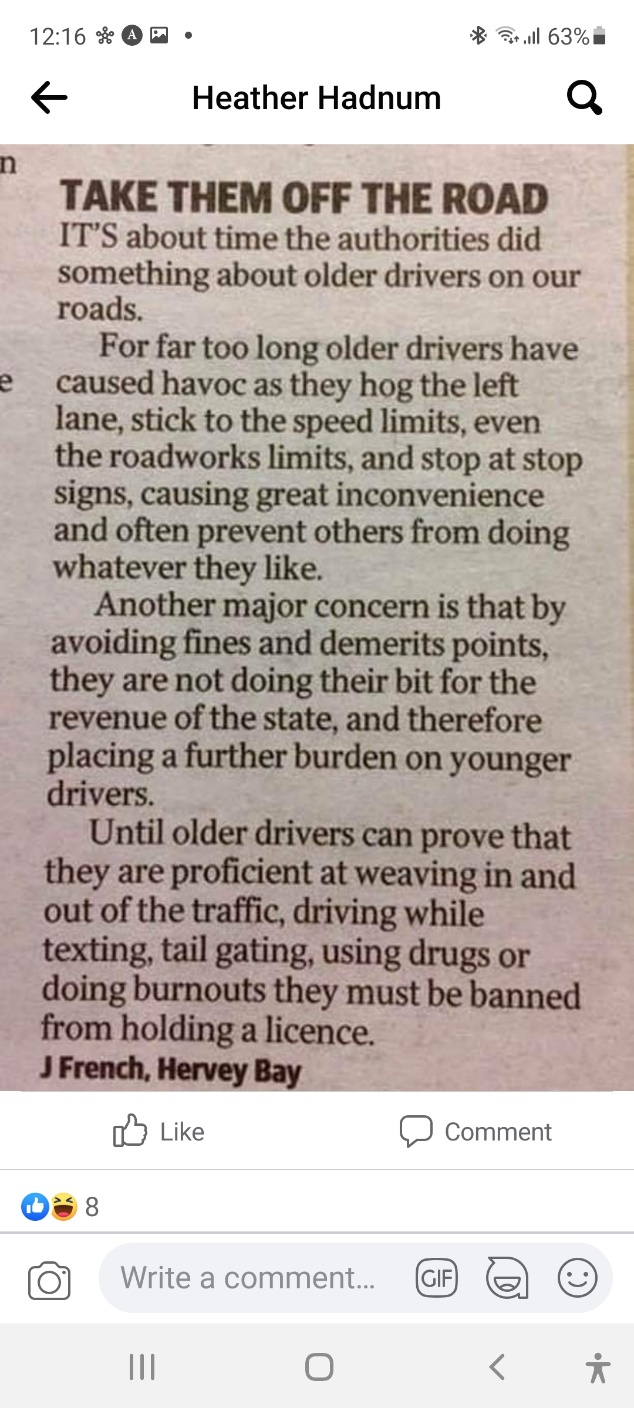 12:16
63%
Heather Hadnum
n
TAKE THEM OFF THE ROAD
IT'S about time the authorities did
something about older drivers on our
roads.
For far too long older drivers have
e
caused havoc as they hog the left
lane, stick to the speed limits, even
the roadworks limits, and stop at stop
signs, causing great inconvenience
and often prevent others from doing
whatever they like.
Another major concern is that by
avoiding fines and demerits points,
they are not doing their bit for the
revenue of the state, and therefore
placing a further burden on younger
drivers.
Until older drivers can prove that
they are proficient at weaving in and
out of the traffic, driving while
texting, tail gating, using drugs or
doing burnouts they must be banned
from holding a licence.
J French, Hervey Bay
Like
Comment
8
Write a comment...
GIF